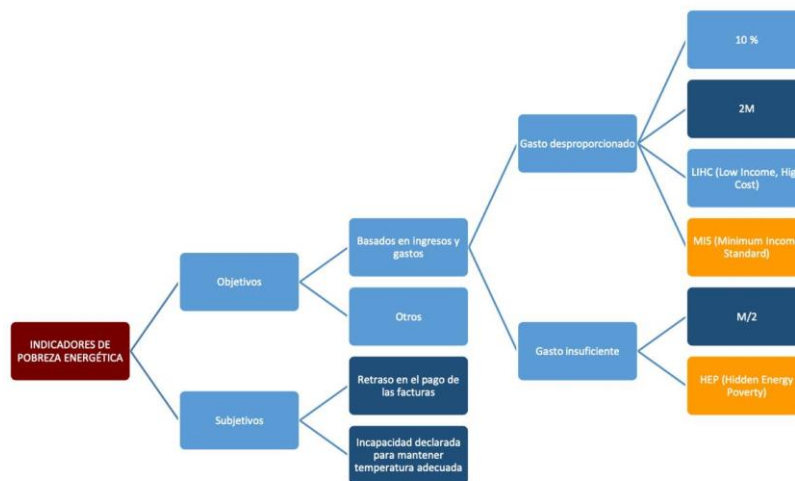 INDICADORES DE
POBREZA ENERGÉTICA
Objetivos
Subjetivos
Basados en ingresos y
gastos
Otros
Retraso en el pago de
las facturas
Incapacidad declarada
para mantener
temperatura adecuada
Gasto desproporcionado
Gasto insuficiente
10 %
2M
LIHC (Low Income, Hig
Cost)
MIS (Minimum Incom
Standard)
M/2
HEP (Hidden Energy
Poverty)